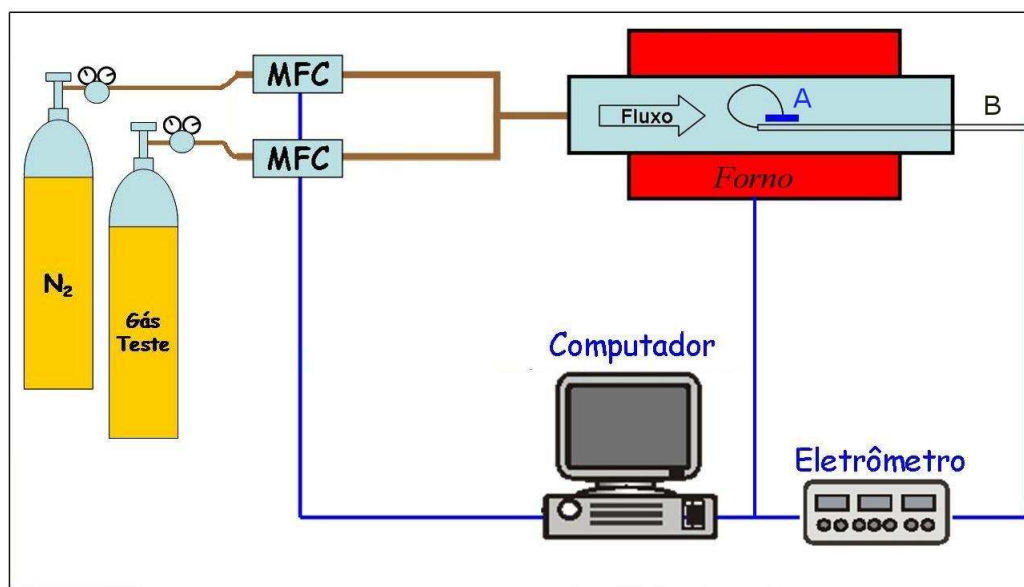 MFC
MFC
N₂
Gás
Teste
Fluxo
A
B
Forno
Computador
Eletrômetro